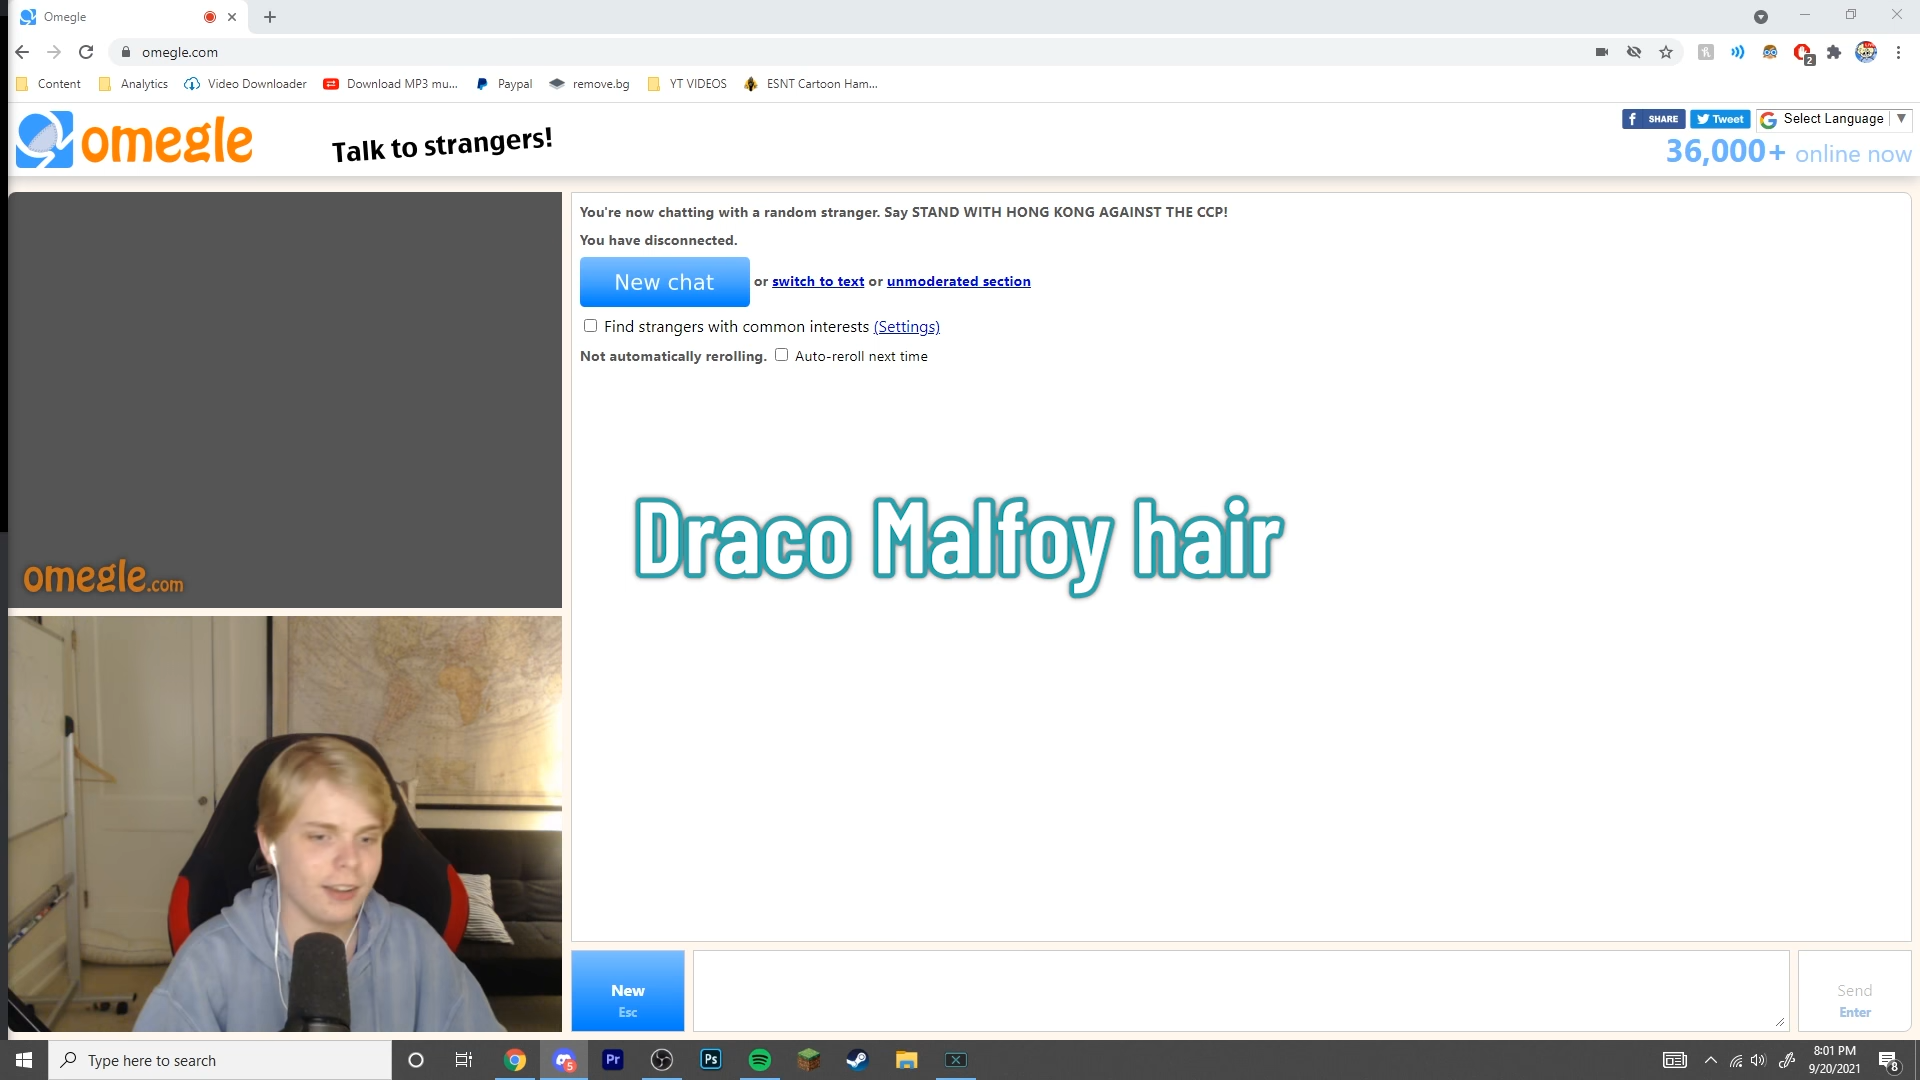 Omegle
omegle.com
Content
Analytics
Video Downloader
Download MP3 mu...
Paypal
remove.bg
YT VIDEOS
ESNT Cartoon Ham...
omegle
Talk to strangers!
SHARE
Tweet
Select Language
36,000+ online now
You're now chatting with a random stranger. Say STAND WITH HONG KONG AGAINST THE CCP!
You have disconnected.
New chat or switch to text or unmoderated section
Find strangers with common interests (Settings)
Not automatically rerolling. Auto-reroll next time
Draco Malfoy hair
omegle.com
New
Esc
Send
Enter
Type here to search
8:01 PM
9/20/2021